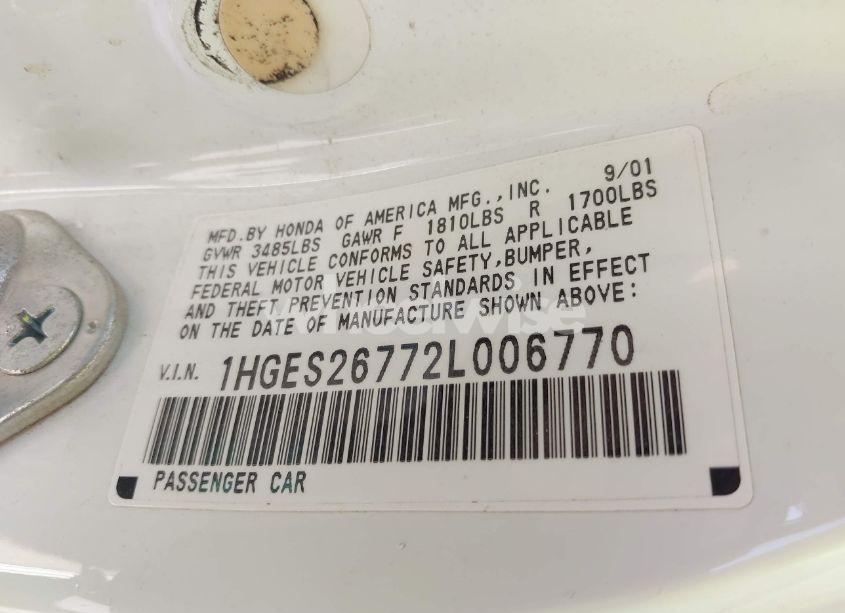 9/01
MFD.BY HONDA OF AMERICA MFG.,INC.
GVWR 3485LBS GAWR F 1810LBS R 1700LBS
THIS VEHICLE CONFORMS TO ALL APPLICABLE
FEDERAL MOTOR VEHICLE SAFETY,BUMPER,
AND THEFT PREVENTION STANDARDS IN EFFECT
ON THE DATE OF MANUFACTURE SHOWN ABOVE:
V.I.N. 1HGES26772L006770
PASSENGER CAR